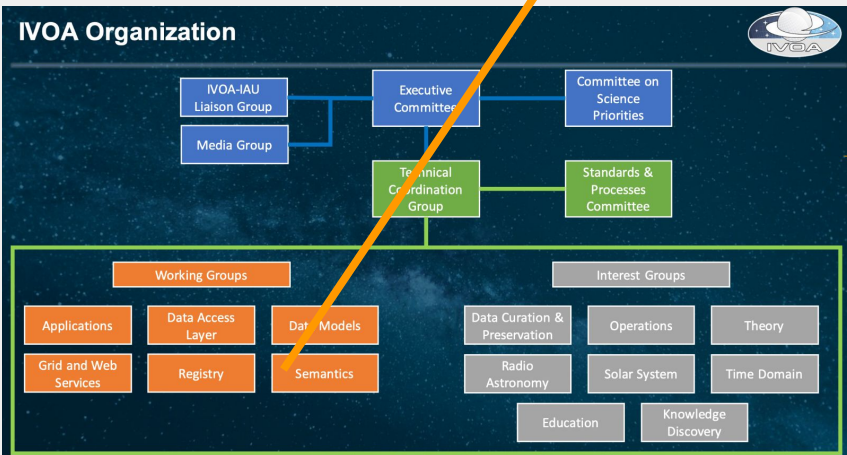 IVOA Organization
IVOA
IVOA-IAU
Liaison Group
Executive
Committee
Committee on
Science
Priorities
Media Group
Technical
Coordination
Group
Standards &
Processes
Committee
Working Groups
Interest Groups
Applications
Data Access
Layer
Data Models
Data Curation &
Preservation
Operations
Theory
Grid and Web
Services
Registry
Semantics
Radio
Astronomy
Solar System
Time Domain
Education
Knowledge
Discovery